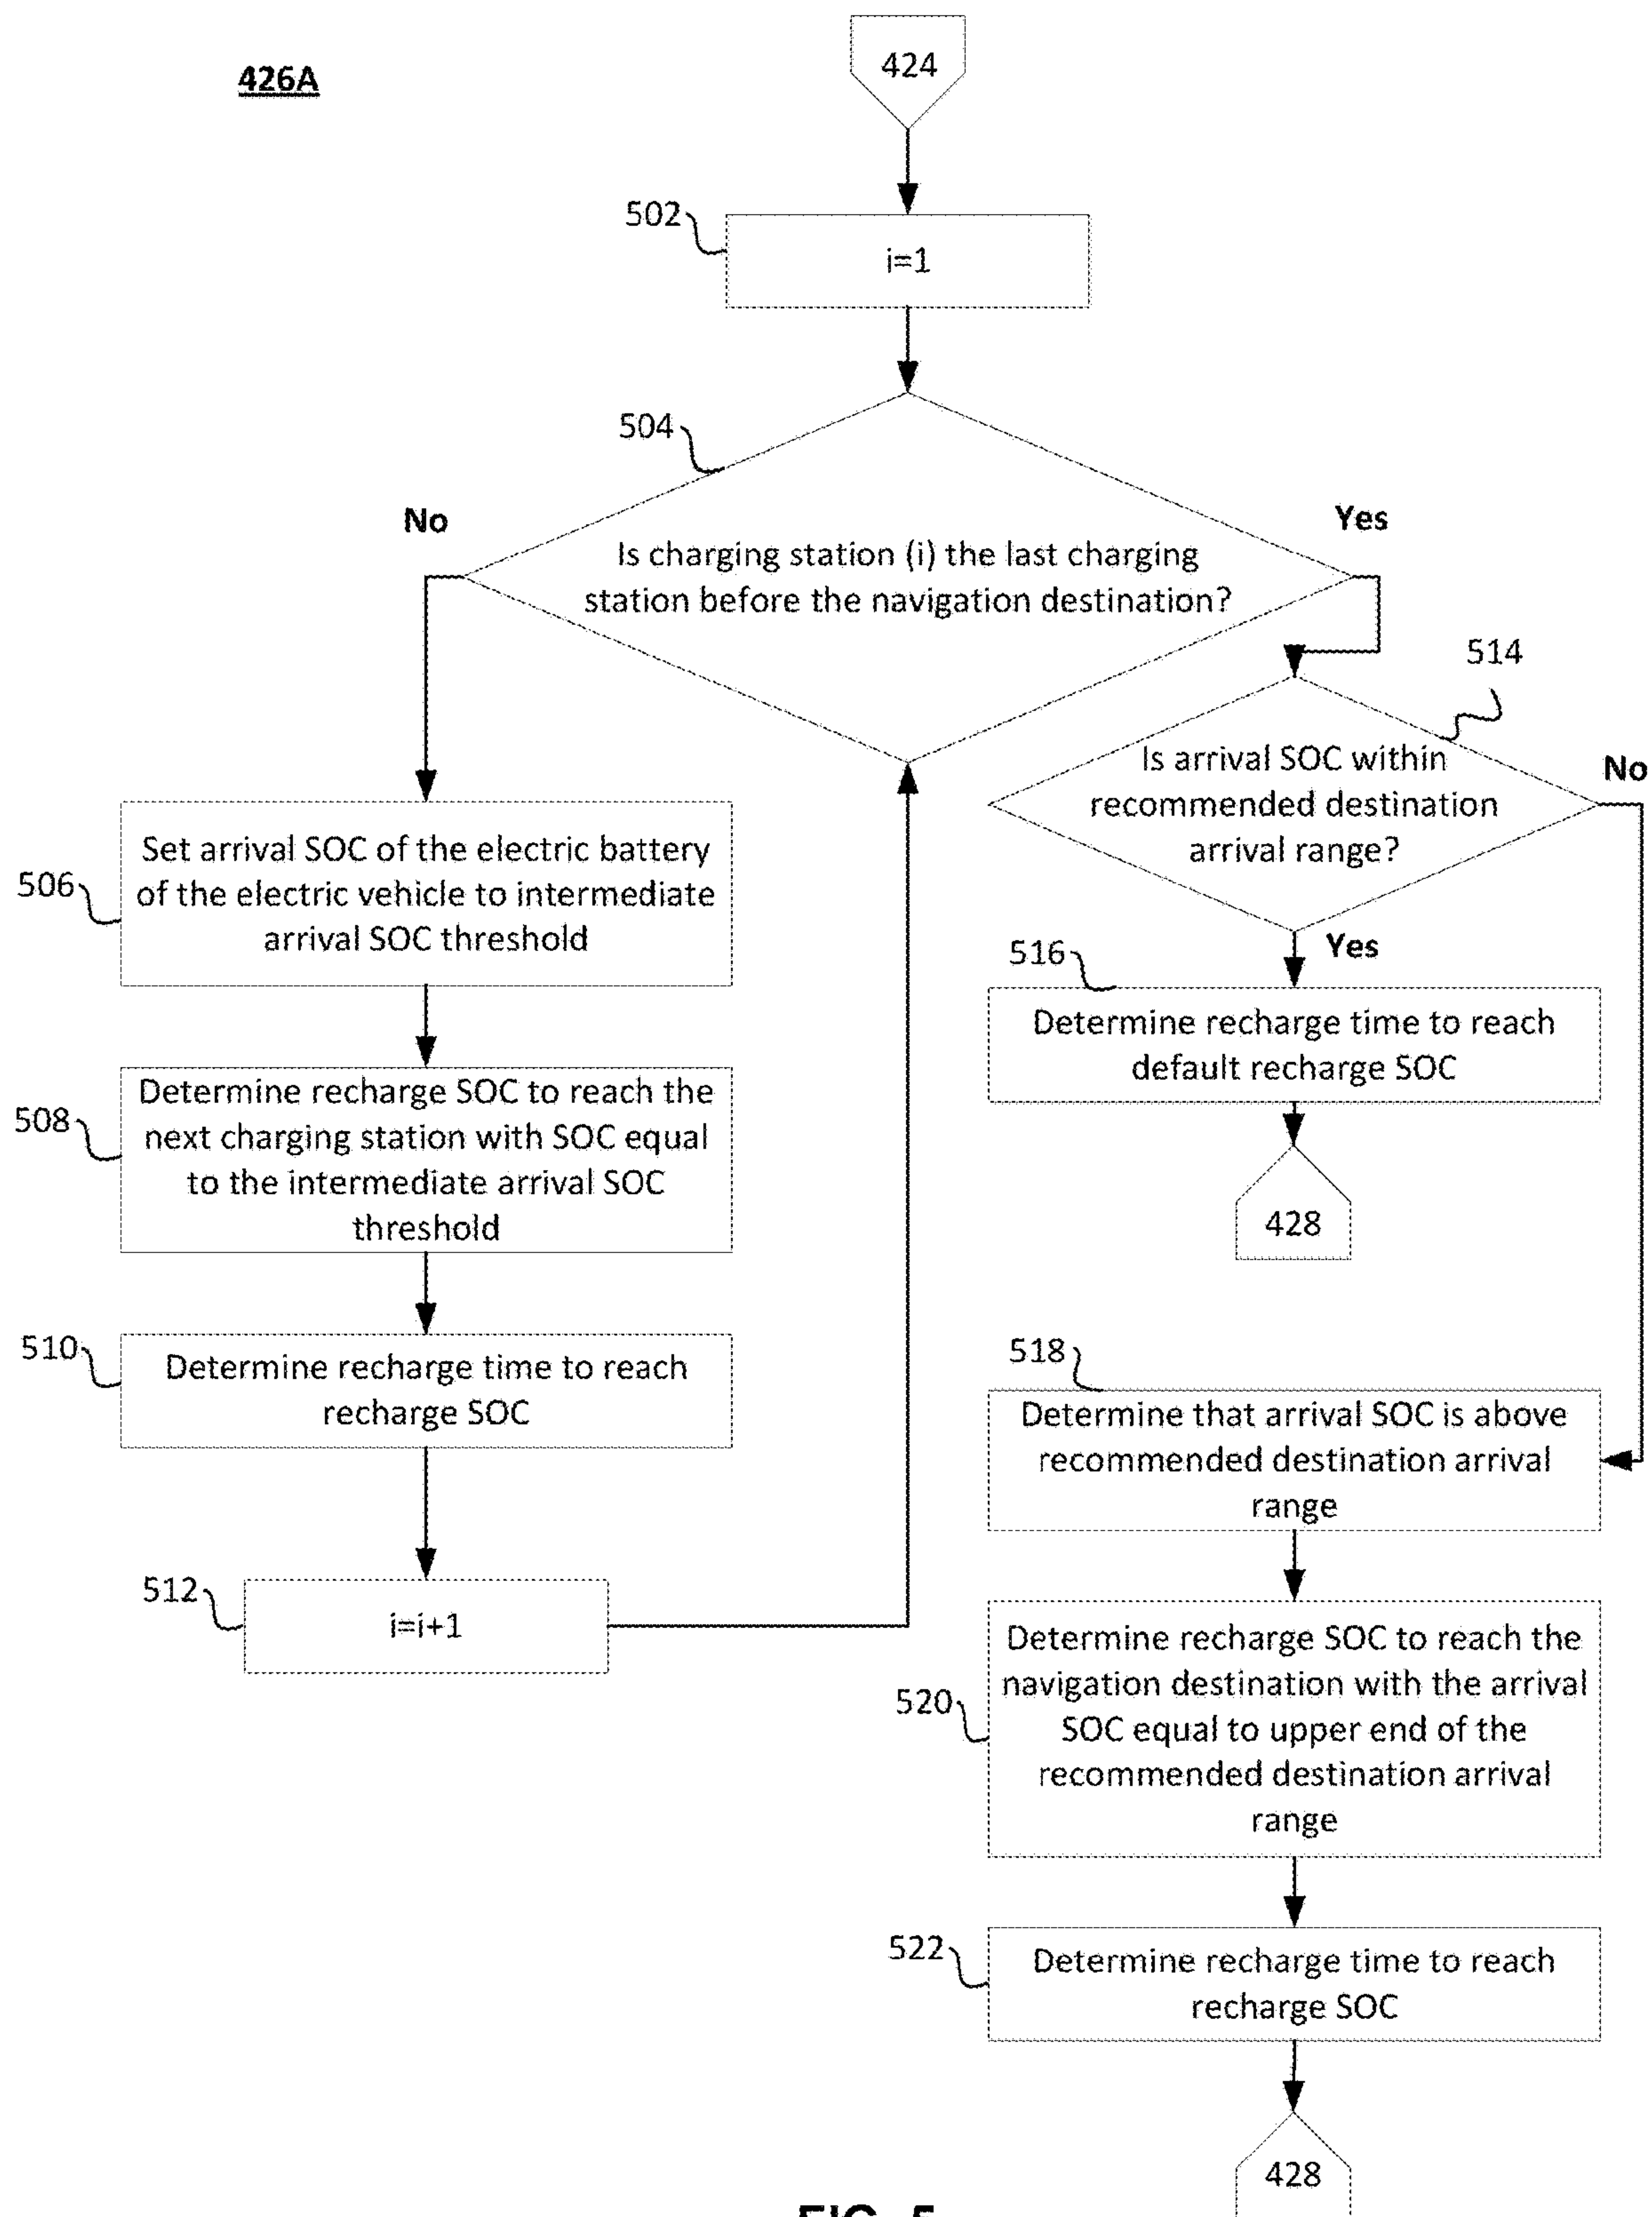 426A
424
502
i=1
504
No
Yes
Is charging station (i) the last charging
station before the navigation destination?
514
Is arrival SOC within
recommended destination
arrival range?
No
Yes
506
Set arrival SOC of the electric battery
of the electric vehicle to intermediate
arrival SOC threshold
516
Determine recharge time to reach
default recharge SOC
428
508
Determine recharge SOC to reach the
next charging station with SOC equal
to the intermediate arrival SOC
threshold
510
Determine recharge time to reach
recharge SOC
512
i=i+1
518
Determine that arrival SOC is above
recommended destination arrival
range
520
Determine recharge SOC to reach the
navigation destination with the arrival
SOC equal to upper end of the
recommended destination arrival
range
522
Determine recharge time to reach
recharge SOC
428
FIG. 5